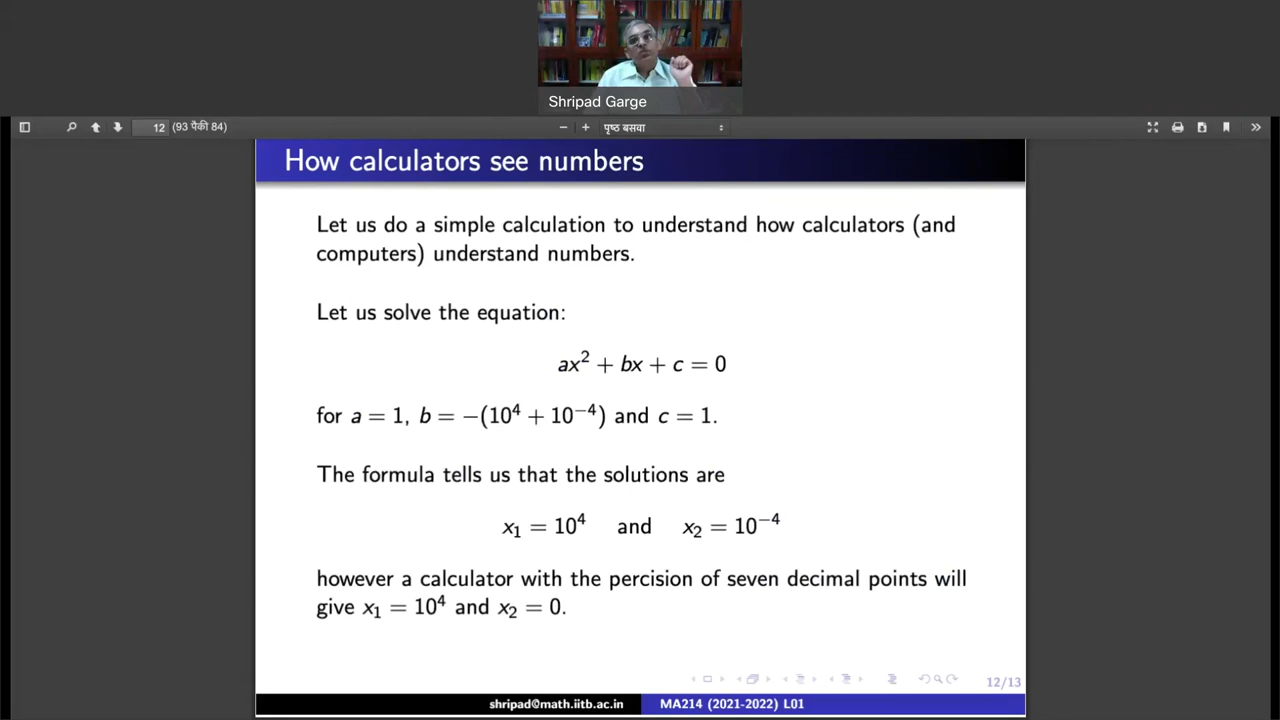 Shripad Garge
12 (93 पैकी 84)
पृष्ठ बसवा
How calculators see numbers
Let us do a simple calculation to understand how calculators (and
computers) understand numbers.
Let us solve the equation:
ax² + bx + c = 0
for a = 1, b = −(10⁴ + 10⁻⁴) and c = 1.
The formula tells us that the solutions are
x₁ = 10⁴ and x₂ = 10⁻⁴
however a calculator with the percision of seven decimal points will
give x₁ = 10⁴ and x₂ = 0.
12/13
shripad@math.iitb.ac.in MA214 (2021-2022) L01